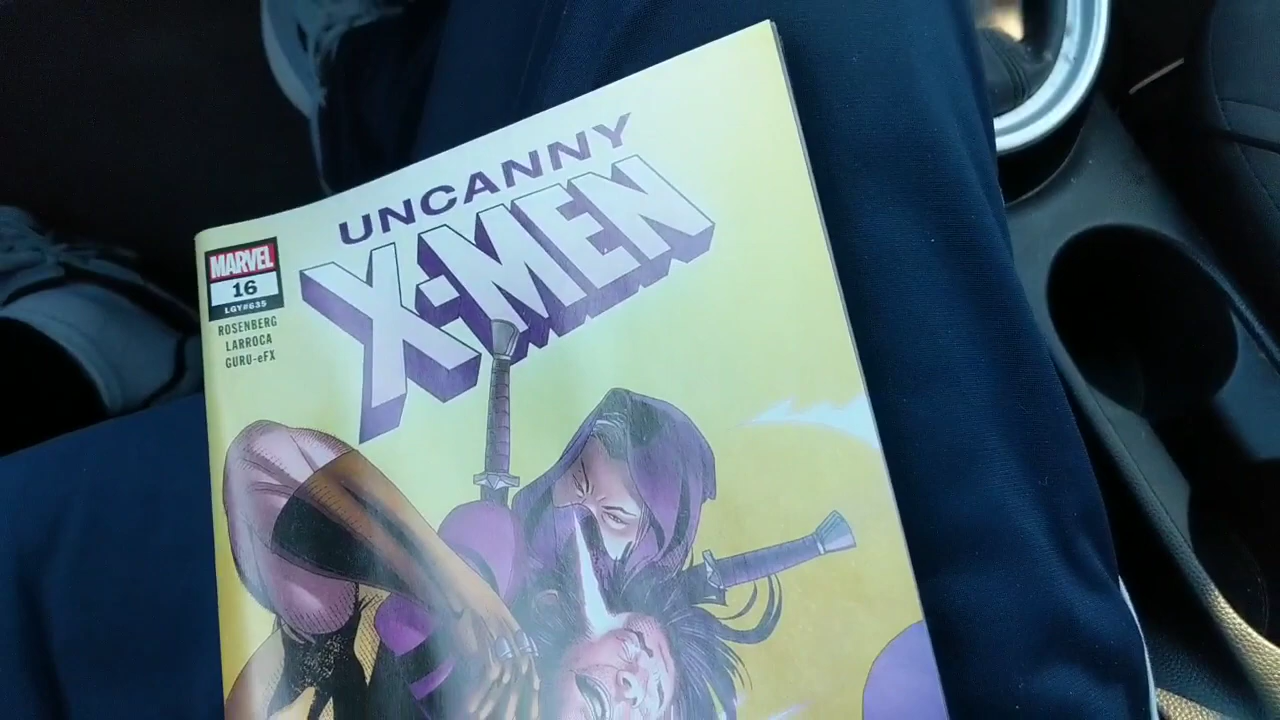 UNCANNY
X-MEN
MARVEL
16
LGY#635
ROSENBERG
LARROCA
GURU-eFX